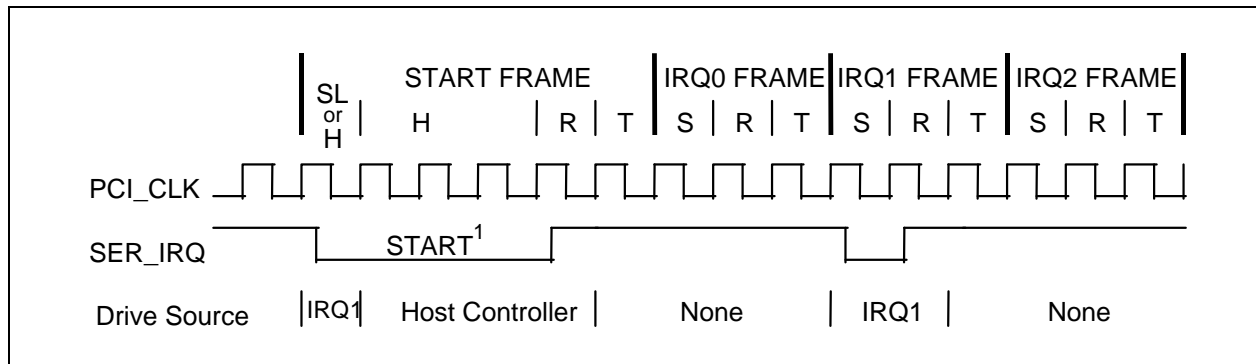 START FRAME IRQ0 FRAME IRQ1 FRAME IRQ2 FRAME
SL
or
H
H R T S R T S R T S R T
PCI_CLK
START1
SER_IRQ
Drive Source IRQ1 Host Controller None IRQ1 None